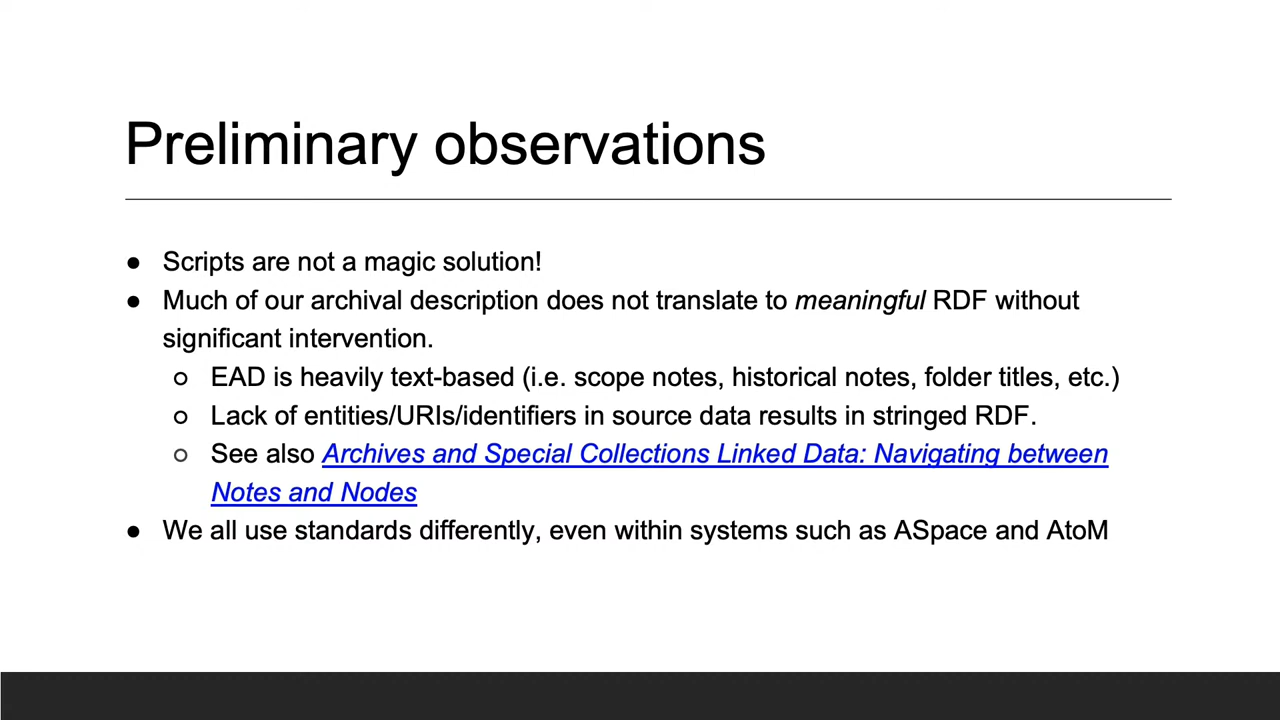 Preliminary observations
● Scripts are not a magic solution!
● Much of our archival description does not translate to meaningful RDF without
significant intervention.
○ EAD is heavily text-based (i.e. scope notes, historical notes, folder titles, etc.)
○ Lack of entities/URIs/identifiers in source data results in stringed RDF.
○ See also Archives and Special Collections Linked Data: Navigating between
Notes and Nodes
● We all use standards differently, even within systems such as ASpace and AtoM